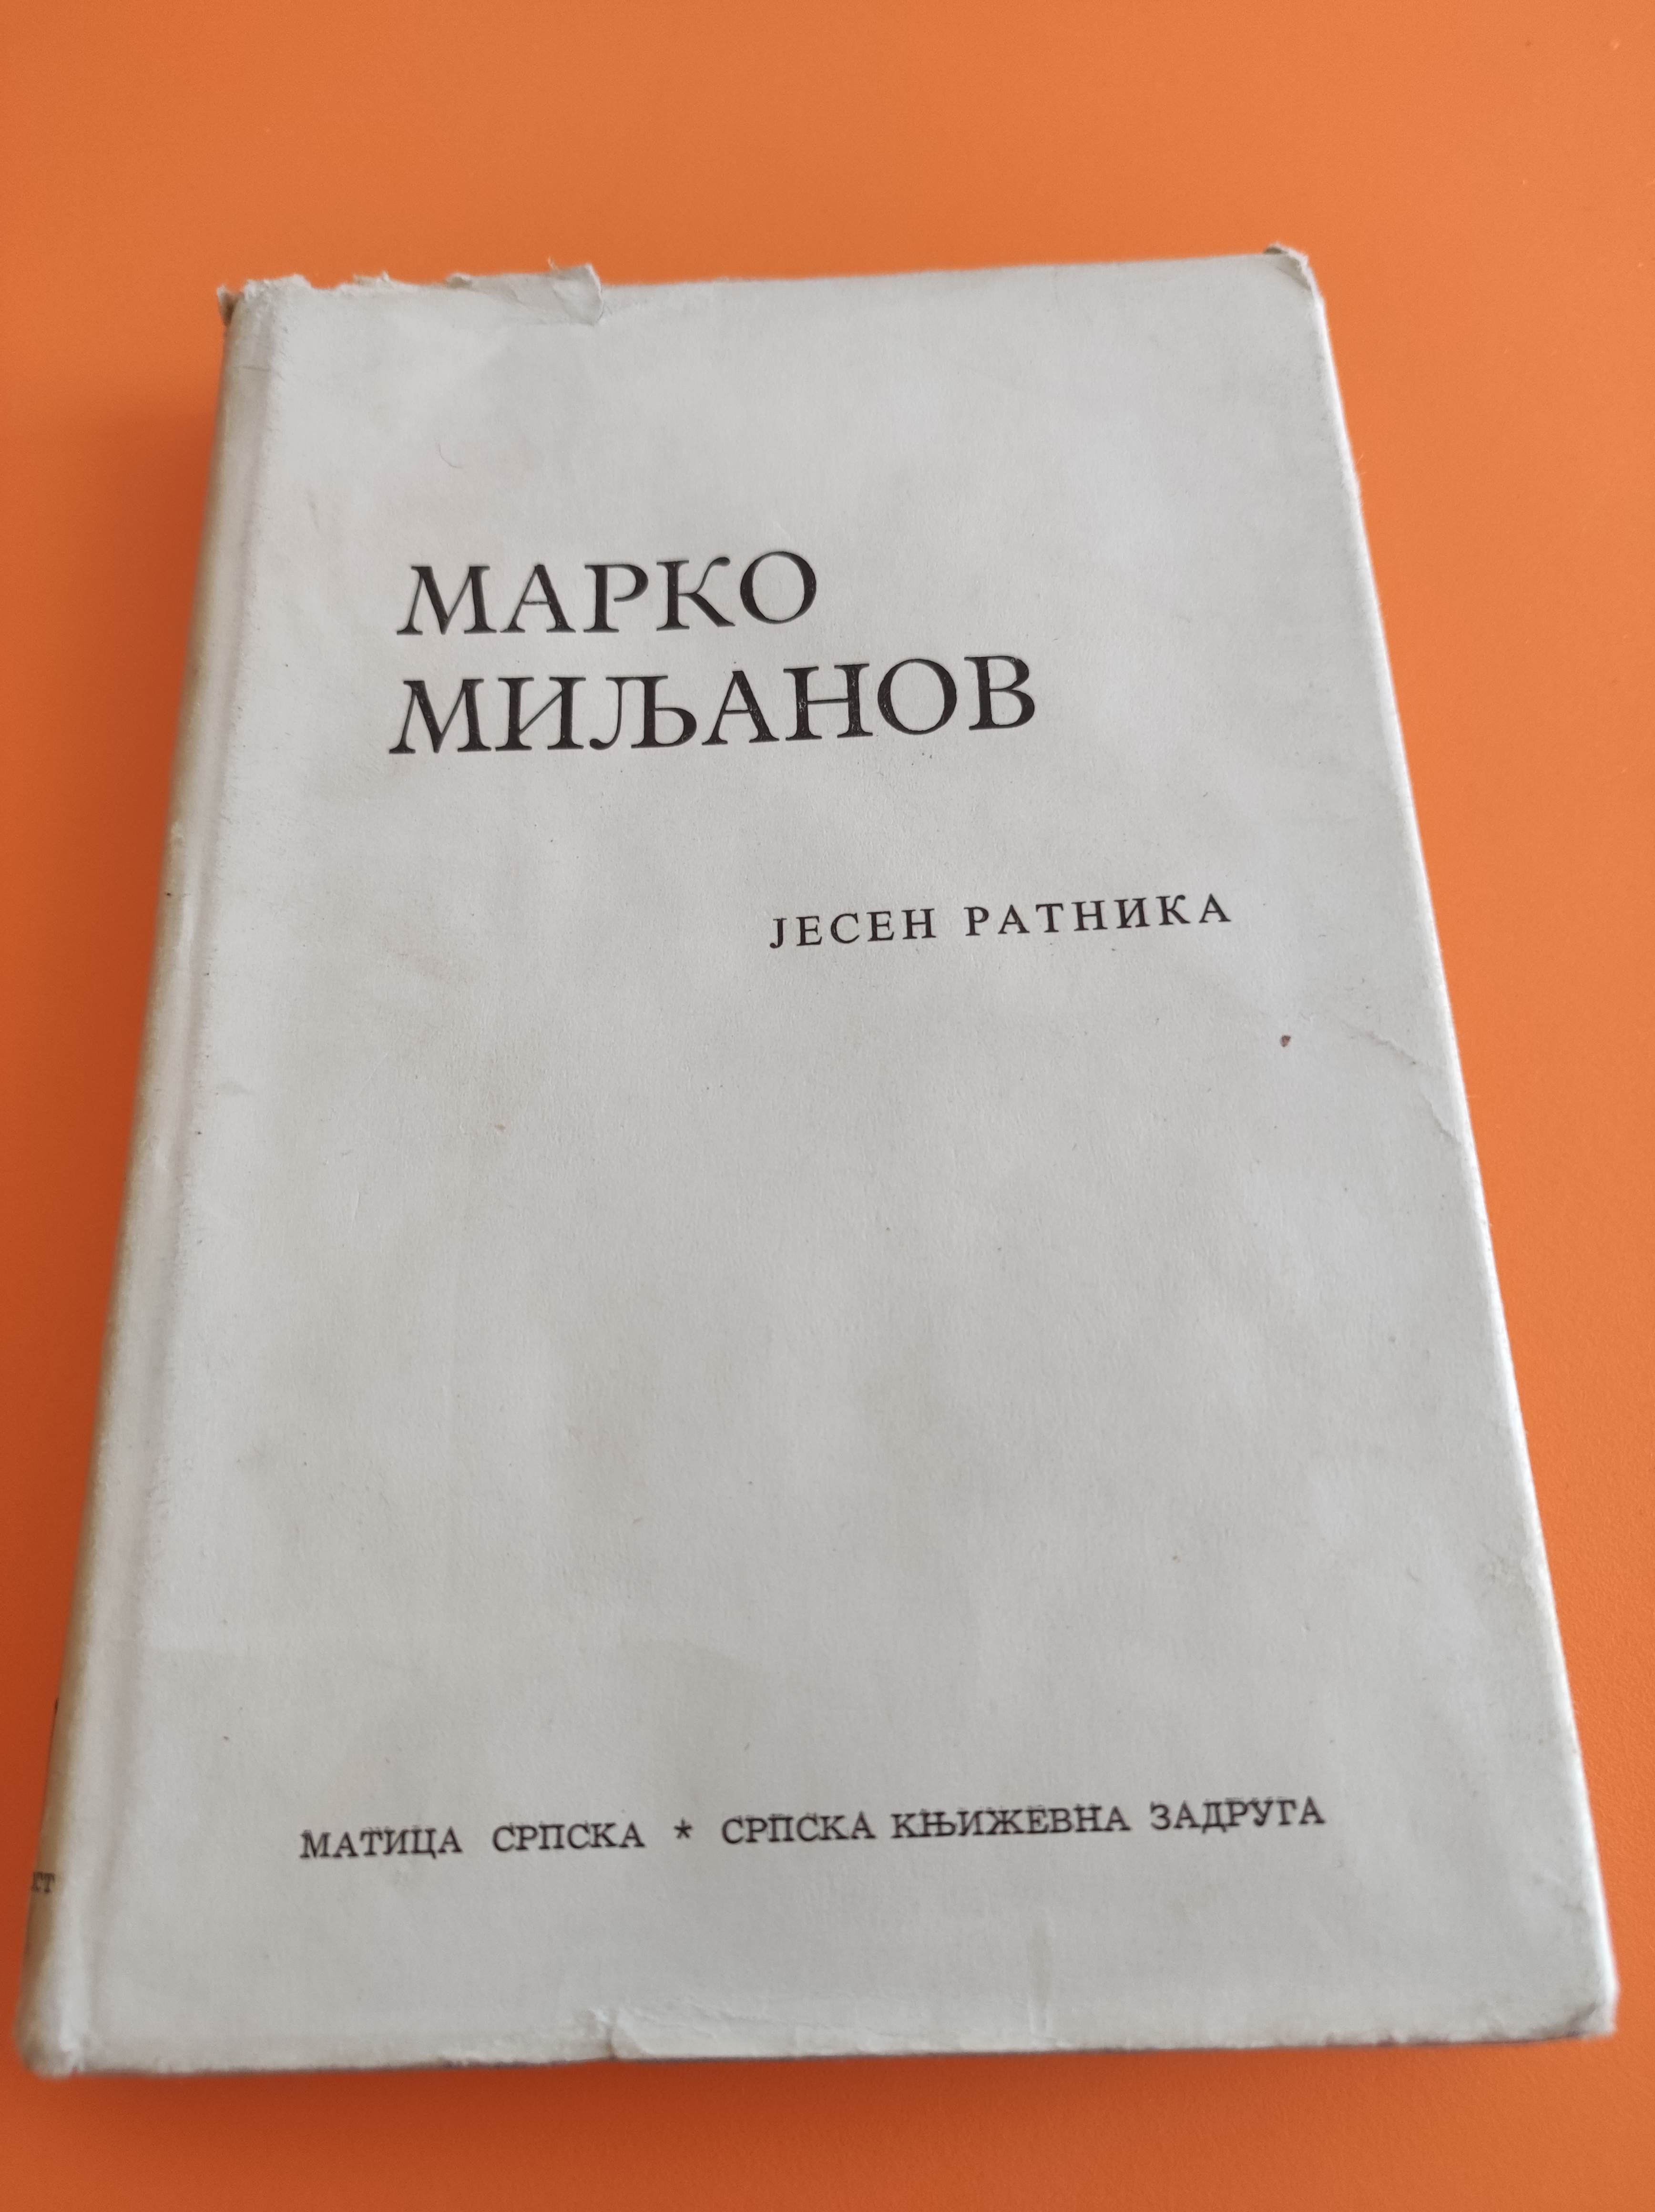 МАРКО
МИЉАНОВ
ЈЕСЕН РАТНИКА
МАТИЦА СРПСКА * СРПСКА КЊИЖЕВНА ЗАДРУГА